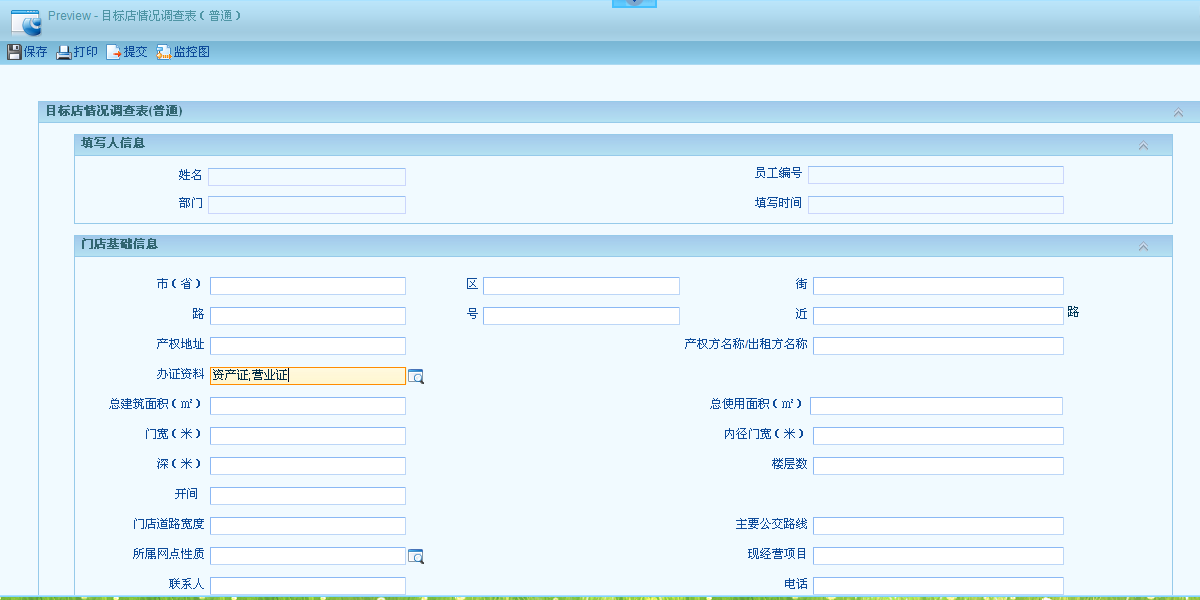 Preview - 目标店情况调查表（普通）
保存 打印 提交 监控图
目标店情况调查表(普通)
填写人信息
姓名 员工编号
部门 填写时间
门店基础信息
市（省） 区 街
路 号 近 路
产权地址 产权方名称/出租方名称
办证资料 资产证;营业证
总建筑面积（㎡） 总使用面积（㎡）
门宽（米） 内径门宽（米）
深（米） 楼层数
开间
门店道路宽度 主要公交路线
所属网点性质 现经营项目
联系人 电话